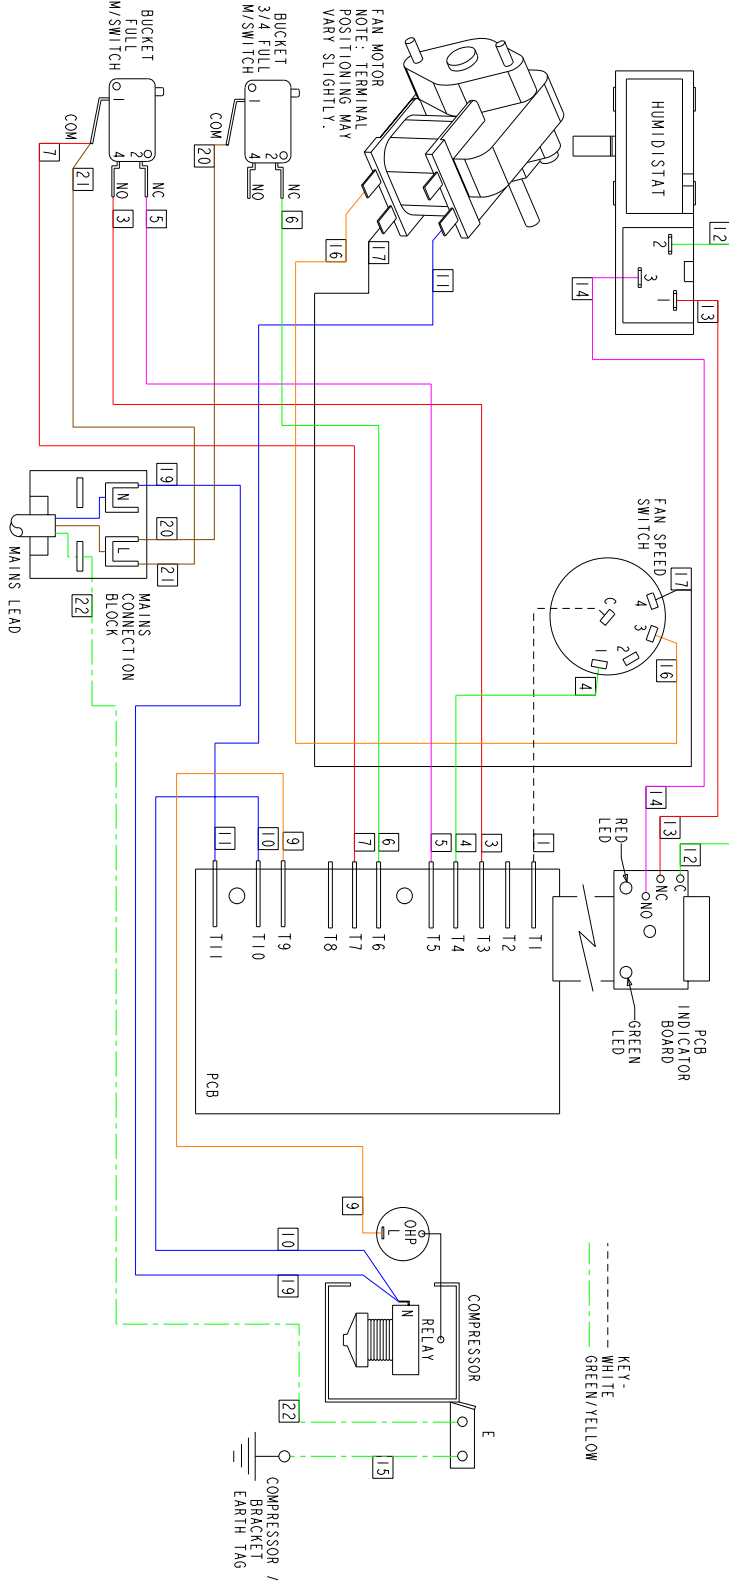 BUCKET
FULL
M/SWITCH
1
COM
2
4
NO
NC
7
21
3
5
BUCKET
3/4 FULL
M/SWITCH
1
COM
2
4
NO
NC
20
6
FAN MOTOR
NOTE: TERMINAL
POSITIONING MAY
VARY SLIGHTLY.
16
17
11
HUMIDISTAT
2
3
1
12
14
13
19
20
21
22
N
L
MAINS
CONNECTION
BLOCK
MAINS LEAD
FAN SPEED
SWITCH
C
4
3
2
1
17
16
4
14
13
12
RED
LED
NO
NC
C
GREEN
LED
PCB
INDICATOR
BOARD
11
10
9
7
6
5
4
3
1
T11
T10
T9
T8
T7
T6
T5
T4
T3
T2
T1
PCB
9
OHP
L
10
19
N
RELAY
COMPRESSOR
22
E
15
COMPRESSOR /
BRACKET
EARTH TAG
KEY-
WHITE
GREEN/YELLOW